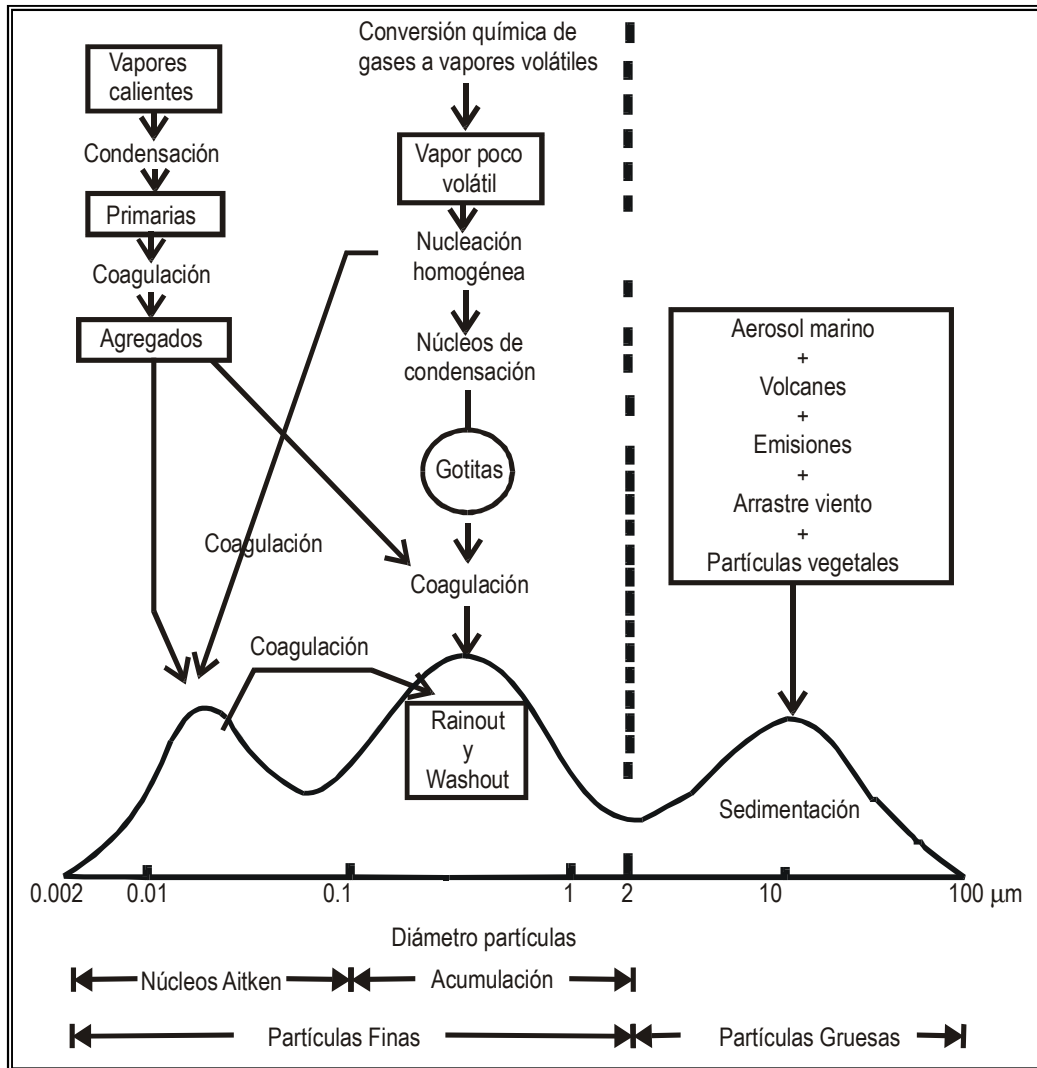 Conversión química de
gases a vapores volátiles
Vapores
calientes
Condensación
Primarias
Coagulación
Agregados
Vapor poco
volátil
Nucleación
homogénea
Núcleos de
condensación
Gotitas
Coagulación
Coagulación
Coagulación
Aerosol marino
+
Volcanes
+
Emisiones
+
Arrastre viento
+
Partículas vegetales
Rainout
y
Washout
Sedimentación
0.002 0.01 0.1 1 2 10 100 μm
Diámetro partículas
Núcleos Aitken Acumulación
Partículas Finas Partículas Gruesas